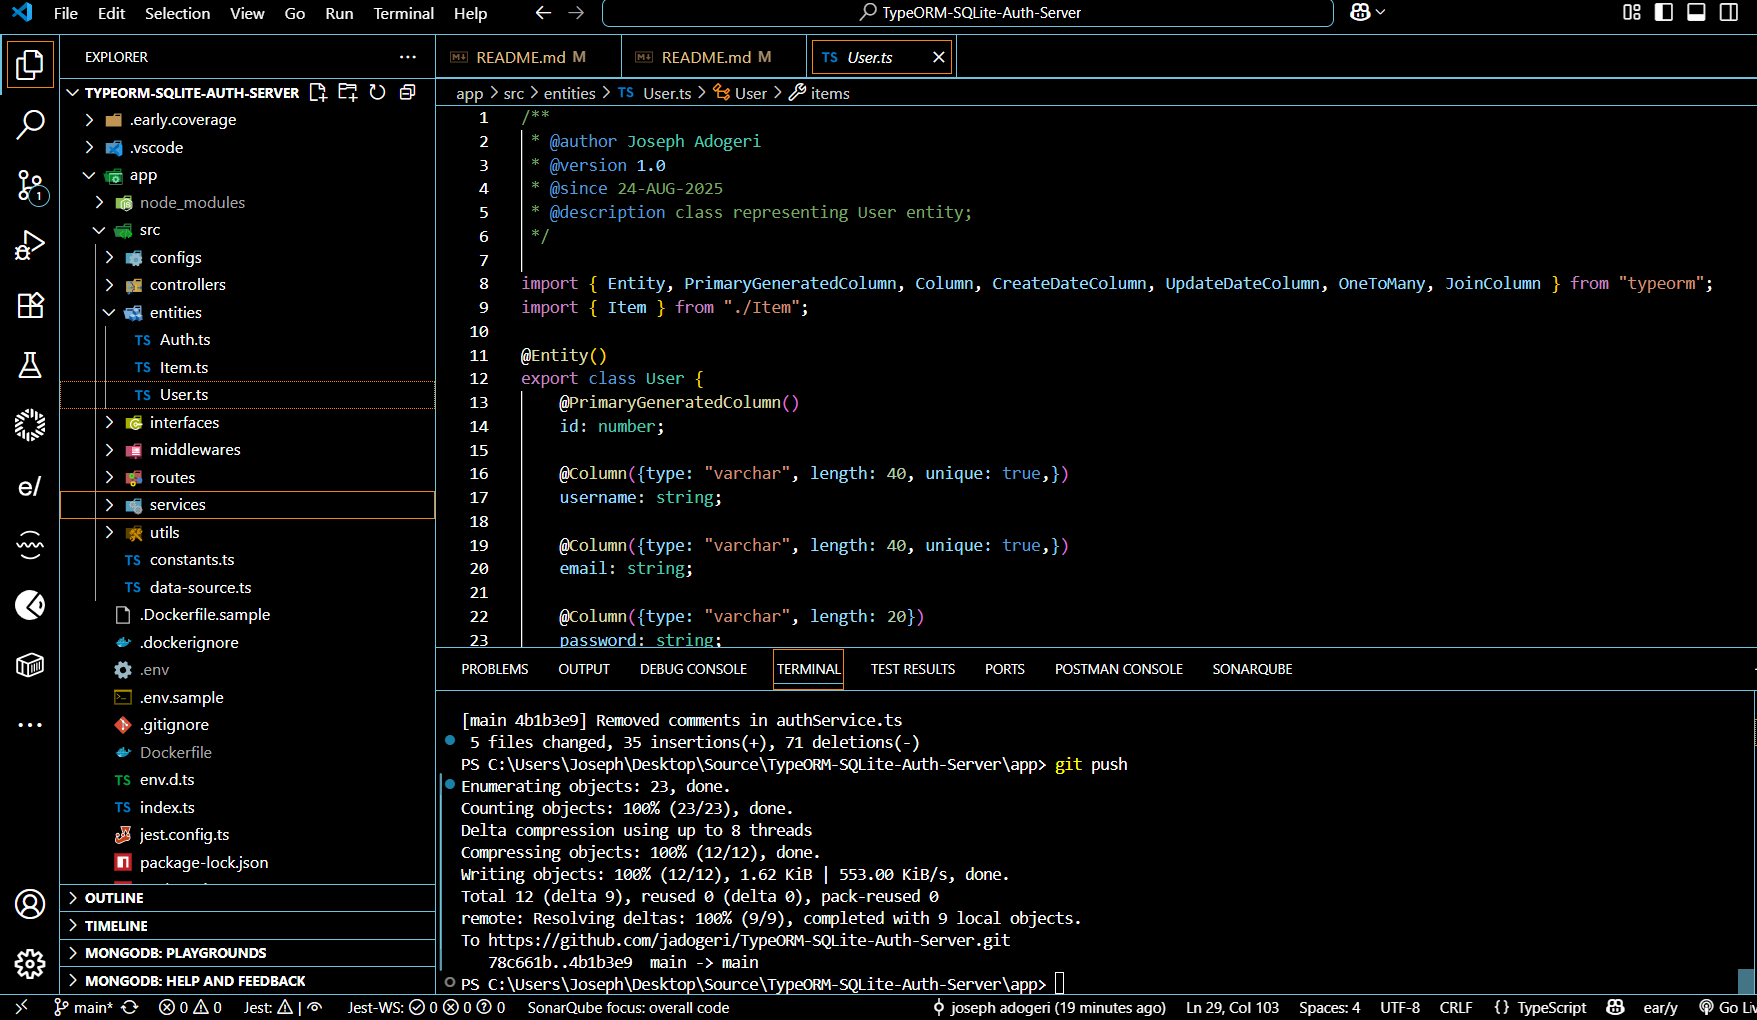 File Edit Selection View Go Run Terminal Help
TypeORM-SQLite-Auth-Server
EXPLORER
README.md M
README.md M
TS User.ts
TYPEORM-SQLITE-AUTH-SERVER
app > src > entities > TS User.ts > User > items
.early.coverage
.vscode
app
node_modules
src
configs
controllers
entities
TS Auth.ts
TS Item.ts
TS User.ts
interfaces
middlewares
routes
services
utils
TS constants.ts
TS data-source.ts
.Dockerfile.sample
.dockerignore
.env
.env.sample
.gitignore
Dockerfile
TS env.d.ts
TS index.ts
jest.config.ts
package-lock.json
OUTLINE
TIMELINE
MONGODB: PLAYGROUNDS
MONGODB: HELP AND FEEDBACK
1 /**
2 * @author Joseph Adogeri
3 * @version 1.0
4 * @since 24-AUG-2025
5 * @description class representing User entity;
6 */
7
8 import { Entity, PrimaryGeneratedColumn, Column, CreateDateColumn, UpdateDateColumn, OneToMany, JoinColumn } from "typeorm";
9 import { Item } from "./Item";
10
11 @Entity()
12 export class User {
13 @PrimaryGeneratedColumn()
14 id: number;
15
16 @Column({type: "varchar", length: 40, unique: true,})
17 username: string;
18
19 @Column({type: "varchar", length: 40, unique: true,})
20 email: string;
21
22 @Column({type: "varchar", length: 20})
23 password: string;
PROBLEMS OUTPUT DEBUG CONSOLE TERMINAL TEST RESULTS PORTS POSTMAN CONSOLE SONARQUBE
[main 4b1b3e9] Removed comments in authService.ts
5 files changed, 35 insertions(+), 71 deletions(-)
PS C:\Users\Joseph\Desktop\Source\TypeORM-SQLite-Auth-Server\app> git push
Enumerating objects: 23, done.
Counting objects: 100% (23/23), done.
Delta compression using up to 8 threads
Compressing objects: 100% (12/12), done.
Writing objects: 100% (12/12), 1.62 KiB | 553.00 KiB/s, done.
Total 12 (delta 9), reused 0 (delta 0), pack-reused 0
remote: Resolving deltas: 100% (9/9), completed with 9 local objects.
To https://github.com/jadogeri/TypeORM-SQLite-Auth-Server.git
78c661b..4b1b3e9 main -> main
PS C:\Users\Joseph\Desktop\Source\TypeORM-SQLite-Auth-Server\app>
main* 0 0 Jest: | Jest-WS: 0 0 0 SonarQube focus: overall code joseph adogeri (19 minutes ago) Ln 29, Col 103 Spaces: 4 UTF-8 CRLF {} TypeScript ear/y Go Liv